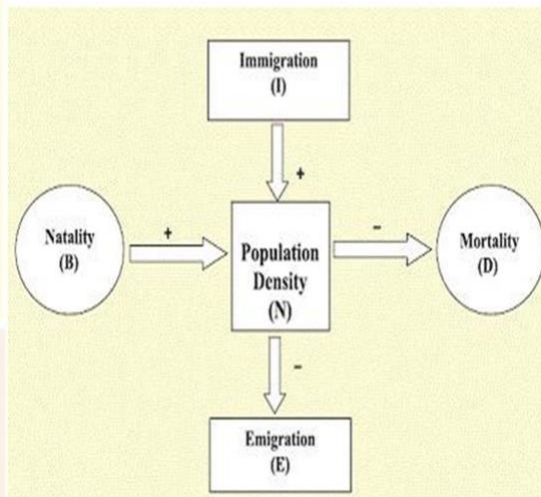 Immigration
(I)
+
Natality
(B)
+
Population
Density
(N)
−
Mortality
(D)
−
Emigration
(E)